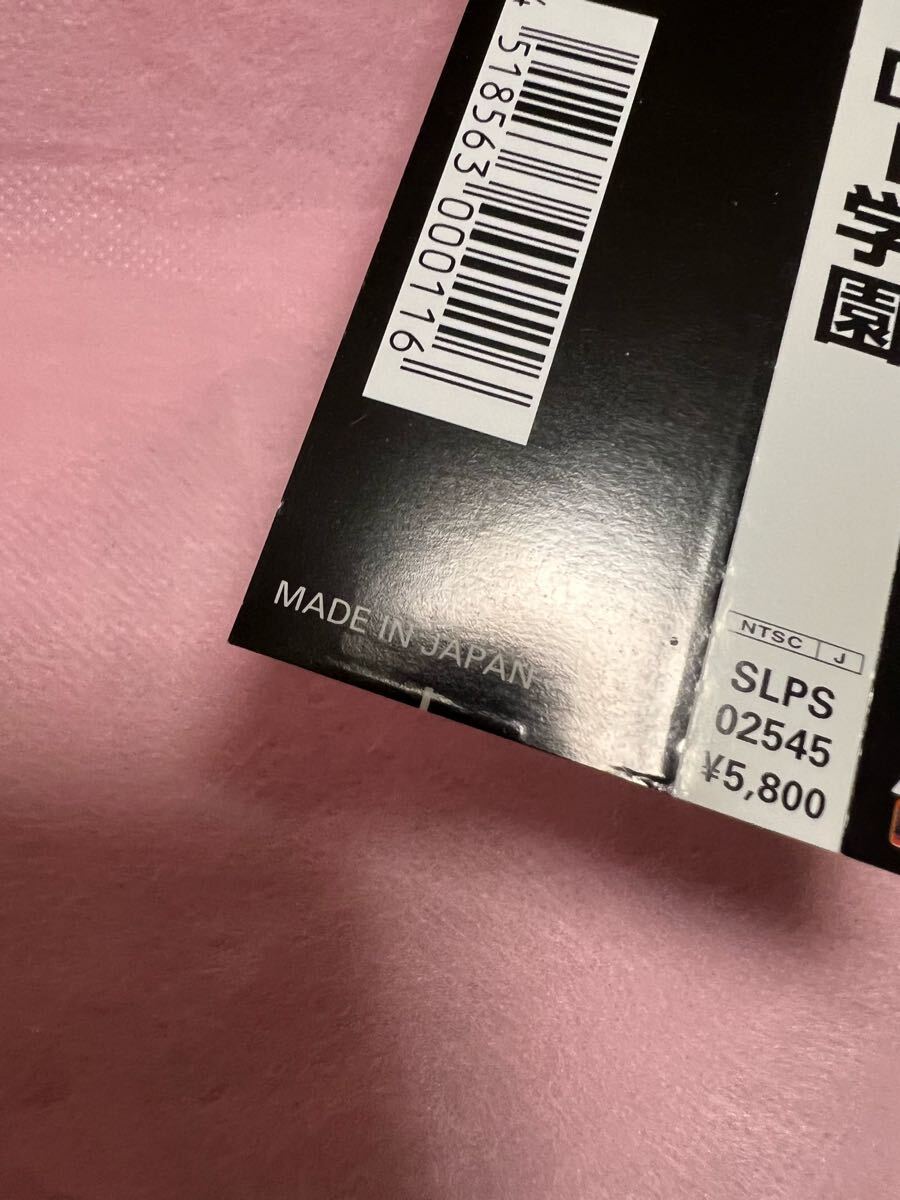 4 518563 000116
MADE IN JAPAN
学園
NTSC J
SLPS
02545
¥5,800